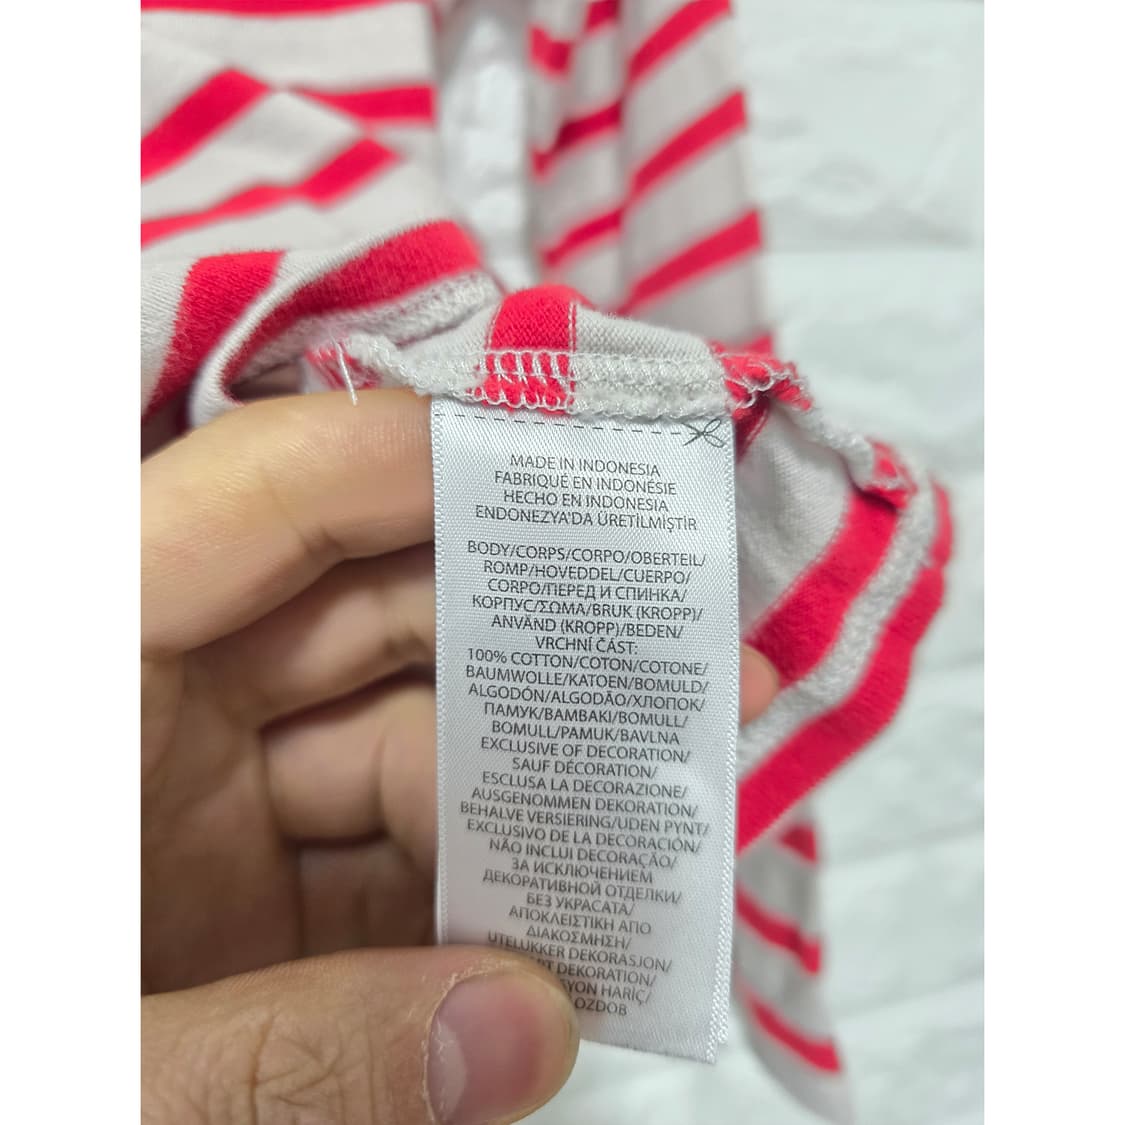 MADE IN INDONESIA
FABRIQUÉ EN INDONÉSIE
HECHO EN INDONESIA
ENDONEZYA'DA ÜRETİLMİŞTİR
BODY/CORPS/CORPO/OBERTEIL/
ROMP/HOVEDDEL/CUERPO/
CORPO/ПЕРЕД И СПИНКА/
КОРПУС/ΣΩΜΑ/BRUK (KROPP)/
ANVÄND (KROPP)/BEDEN/
VRCHNÍ ČÁST:
100% COTTON/COTON/COTONE/
BAUMWOLLE/KATOEN/BOMULD/
ALGODÓN/ALGODÃO/ХЛОПОК/
ПАМУК/ΒΑΜΒΑΚΙ/BOMULL/
BOMULL/PAMUK/BAVLNA
EXCLUSIVE OF DECORATION/
SAUF DÉCORATION/
ESCLUSA LA DECORAZIONE/
AUSGENOMMEN DEKORATION/
BEHALVE VERSIERING/UDEN PYNT/
EXCLUSIVO DE LA DECORACIÓN/
NÃO INCLUI DECORAÇÃO/
ЗА ИСКЛЮЧЕНИЕМ
ДЕКОРАТИВНОЙ ОТДЕЛКИ/
БЕЗ УКРАСАТА/
ΑΠΟΚΛΕΙΣΤΙΚΗ ΑΠΟ
ΔΙΑΚΟΣΜΗΣΗ/
UTELUKKER DEKORASJON/
DEKORATION/
HARİÇ/
OZDOB